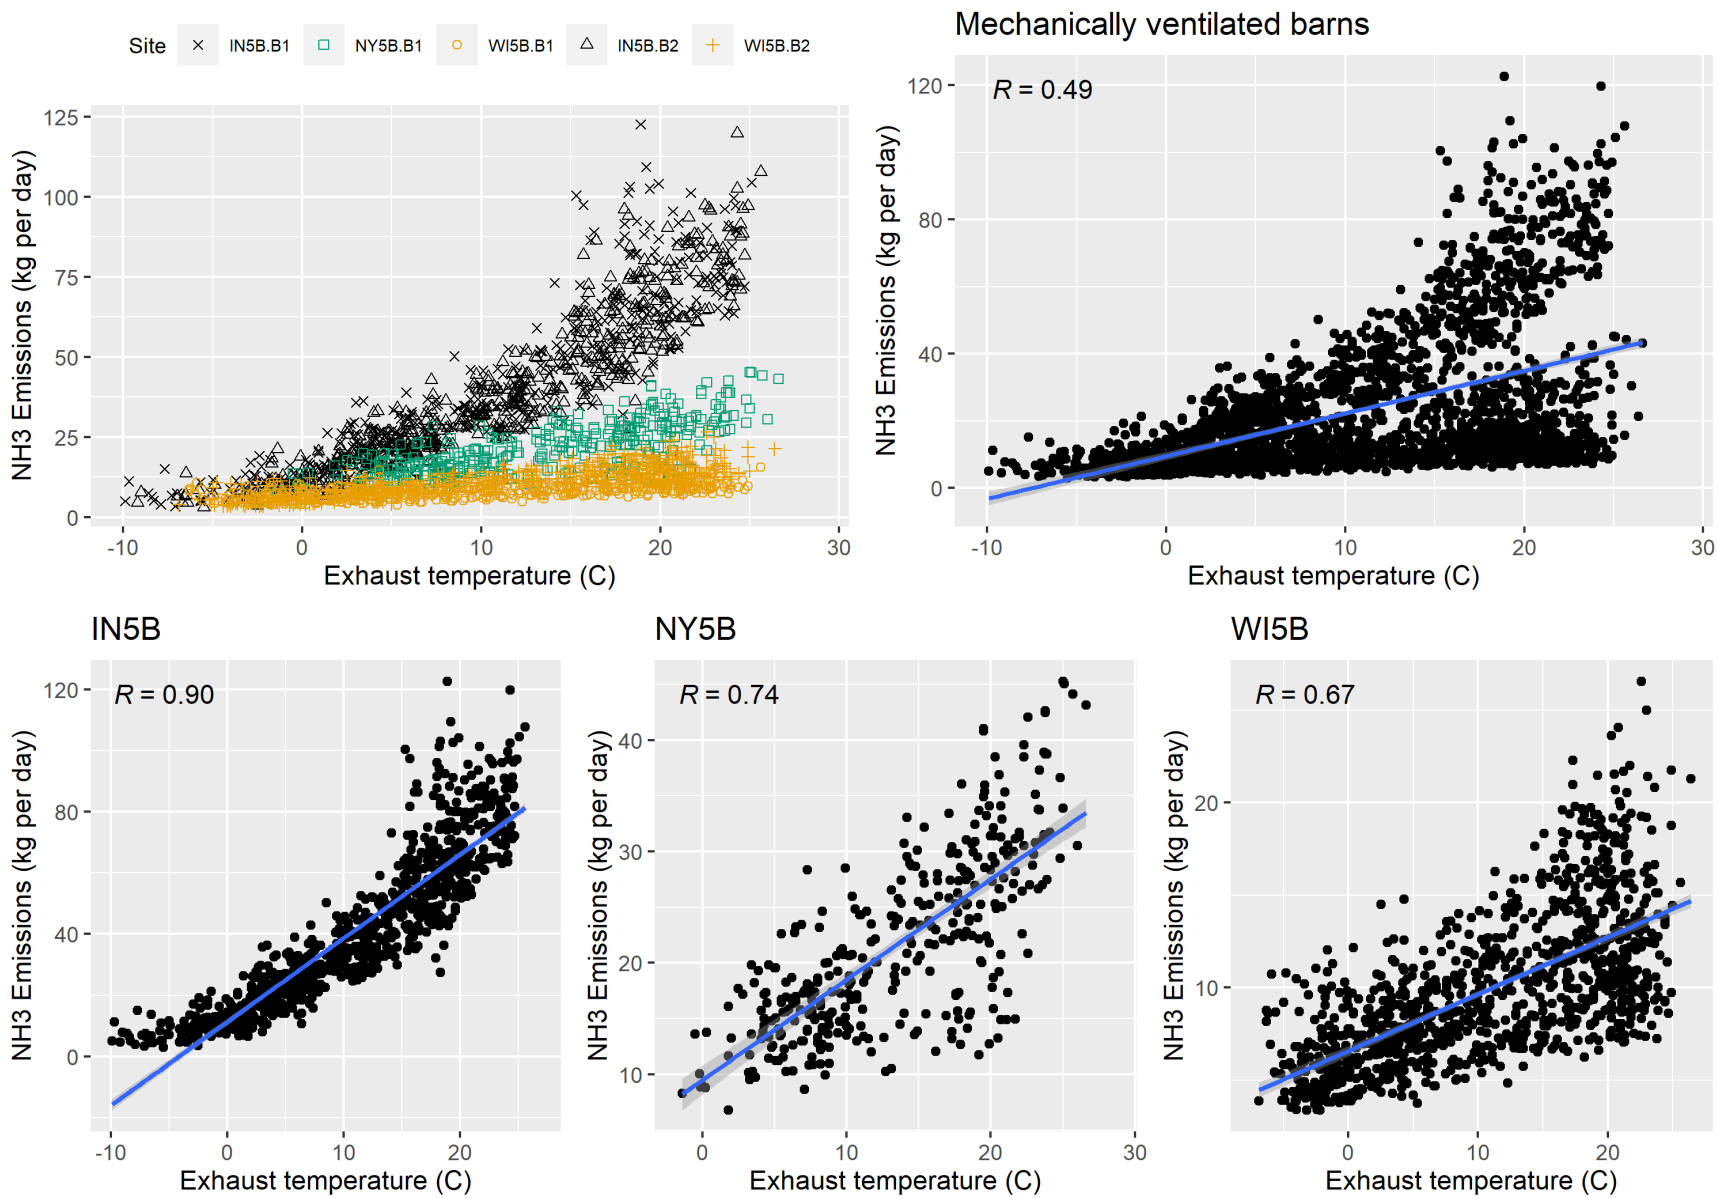 Site IN5B.B1 NY5B.B1 WI5B.B1 IN5B.B2 WI5B.B2
NH3 Emissions (kg per day)
125
100
75
50
25
0
-10 0 10 20 30
Exhaust temperature (C)
Mechanically ventilated barns
R = 0.49
NH3 Emissions (kg per day)
120
80
40
0
-10 0 10 20 30
Exhaust temperature (C)
IN5B
R = 0.90
NH3 Emissions (kg per day)
120
80
40
0
-10 0 10 20
Exhaust temperature (C)
NY5B
R = 0.74
NH3 Emissions (kg per day)
40
30
20
10
0 10 20 30
Exhaust temperature (C)
WI5B
R = 0.67
NH3 Emissions (kg per day)
20
10
0 10 20
Exhaust temperature (C)